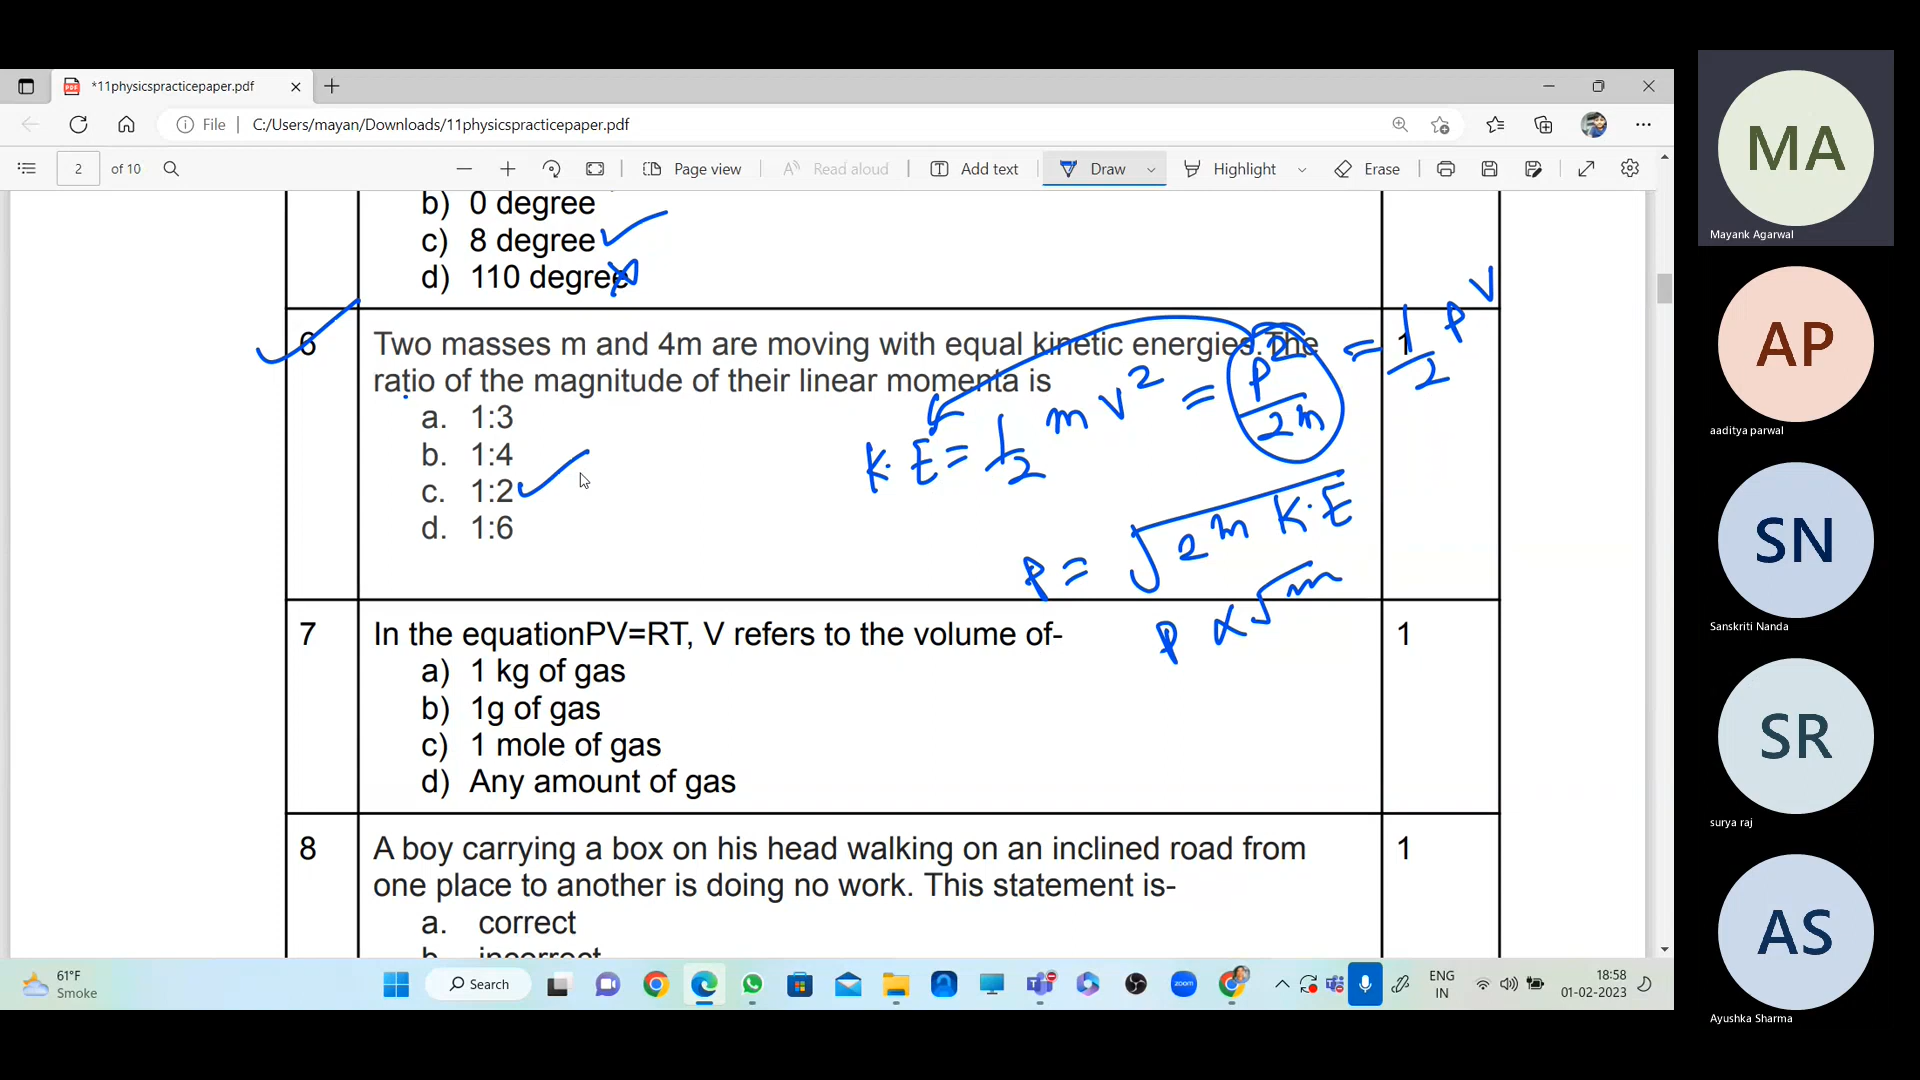 *11physicspracticepaper.pdf
File
C:/Users/mayan/Downloads/11physicspracticepaper.pdf
2 of 10
Page view
Read aloud
Add text
Draw
Highlight
Erase
b) 0 degree
c) 8 degree
d) 110 degree
6
Two masses m and 4m are moving with equal kinetic energies.The
ratio of the magnitude of their linear momenta is
1
a. 1:3
b. 1:4
c. 1:2
d. 1:6
K.E = 1/2 m v² = p²/2m = 1/2 P V
P = √2m K.E
P ∝ √m
7
In the equationPV=RT, V refers to the volume of-
1
a) 1 kg of gas
b) 1g of gas
c) 1 mole of gas
d) Any amount of gas
8
A boy carrying a box on his head walking on an inclined road from
one place to another is doing no work. This statement is-
1
a. correct
b. incorrect
61°F
Smoke
Search
zoom
ENG
IN
18:58
01-02-2023
MA
Mayank Agarwal
AP
aaditya parwal
SN
Sanskriti Nanda
SR
surya raj
AS
Ayushka Sharma